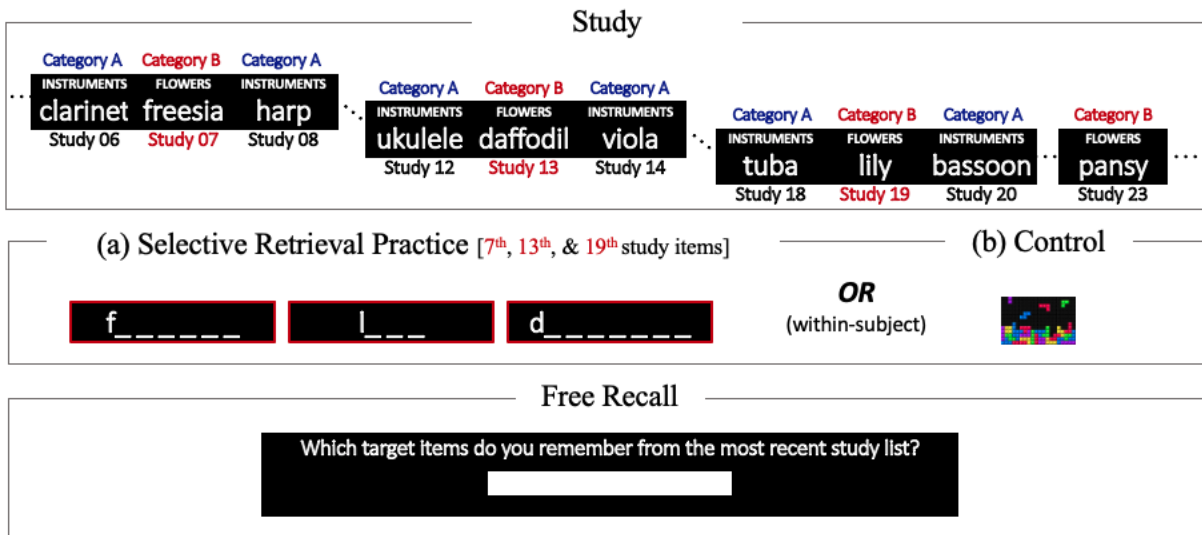 Study
Category A Category B Category A
INSTRUMENTS FLOWERS INSTRUMENTS
... clarinet freesia harp
Study 06 Study 07 Study 08
Category A Category B Category A
INSTRUMENTS FLOWERS INSTRUMENTS
ukulele daffodil viola
Study 12 Study 13 Study 14
Category A Category B Category A Category B
INSTRUMENTS FLOWERS INSTRUMENTS FLOWERS
tuba lily bassoon ... pansy ...
Study 18 Study 19 Study 20 Study 23
(a) Selective Retrieval Practice [7th, 13th, & 19th study items] (b) Control
f_ _ _ _ _ _ l_ _ _ d_ _ _ _ _ _ _
OR
(within-subject)
Free Recall
Which target items do you remember from the most recent study list?